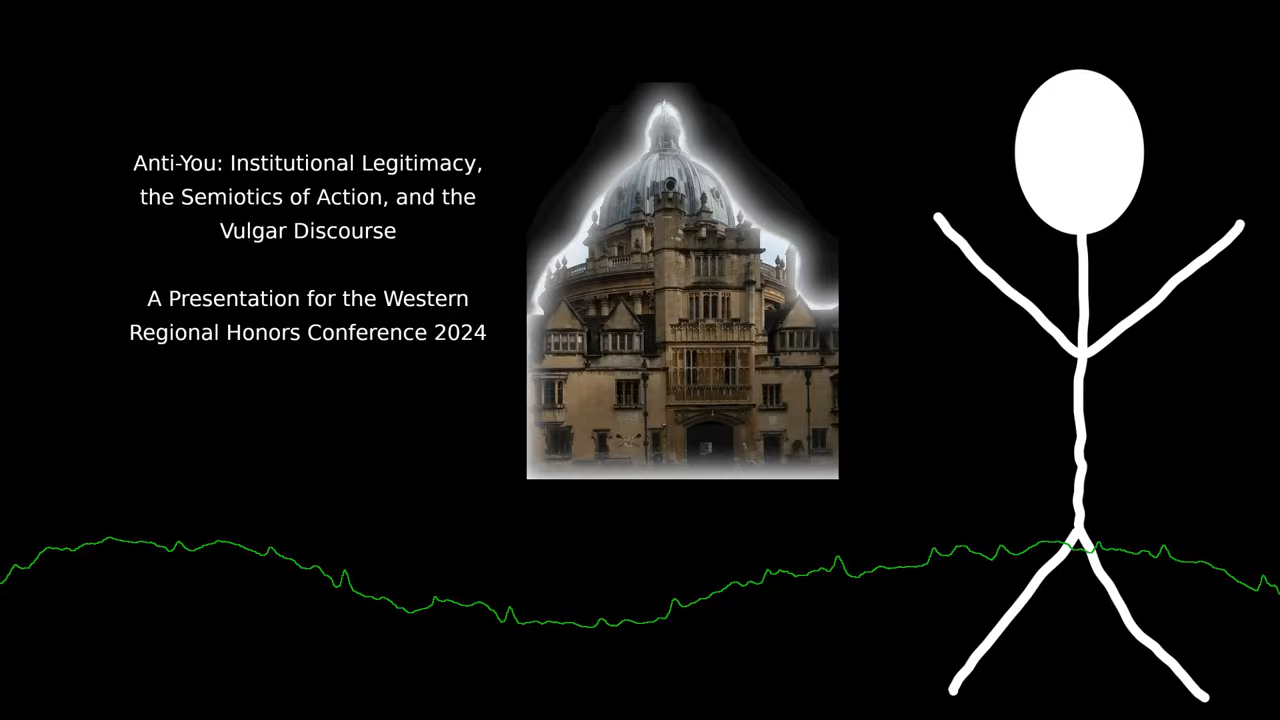 Anti-You: Institutional Legitimacy,
the Semiotics of Action, and the
Vulgar Discourse
A Presentation for the Western
Regional Honors Conference 2024